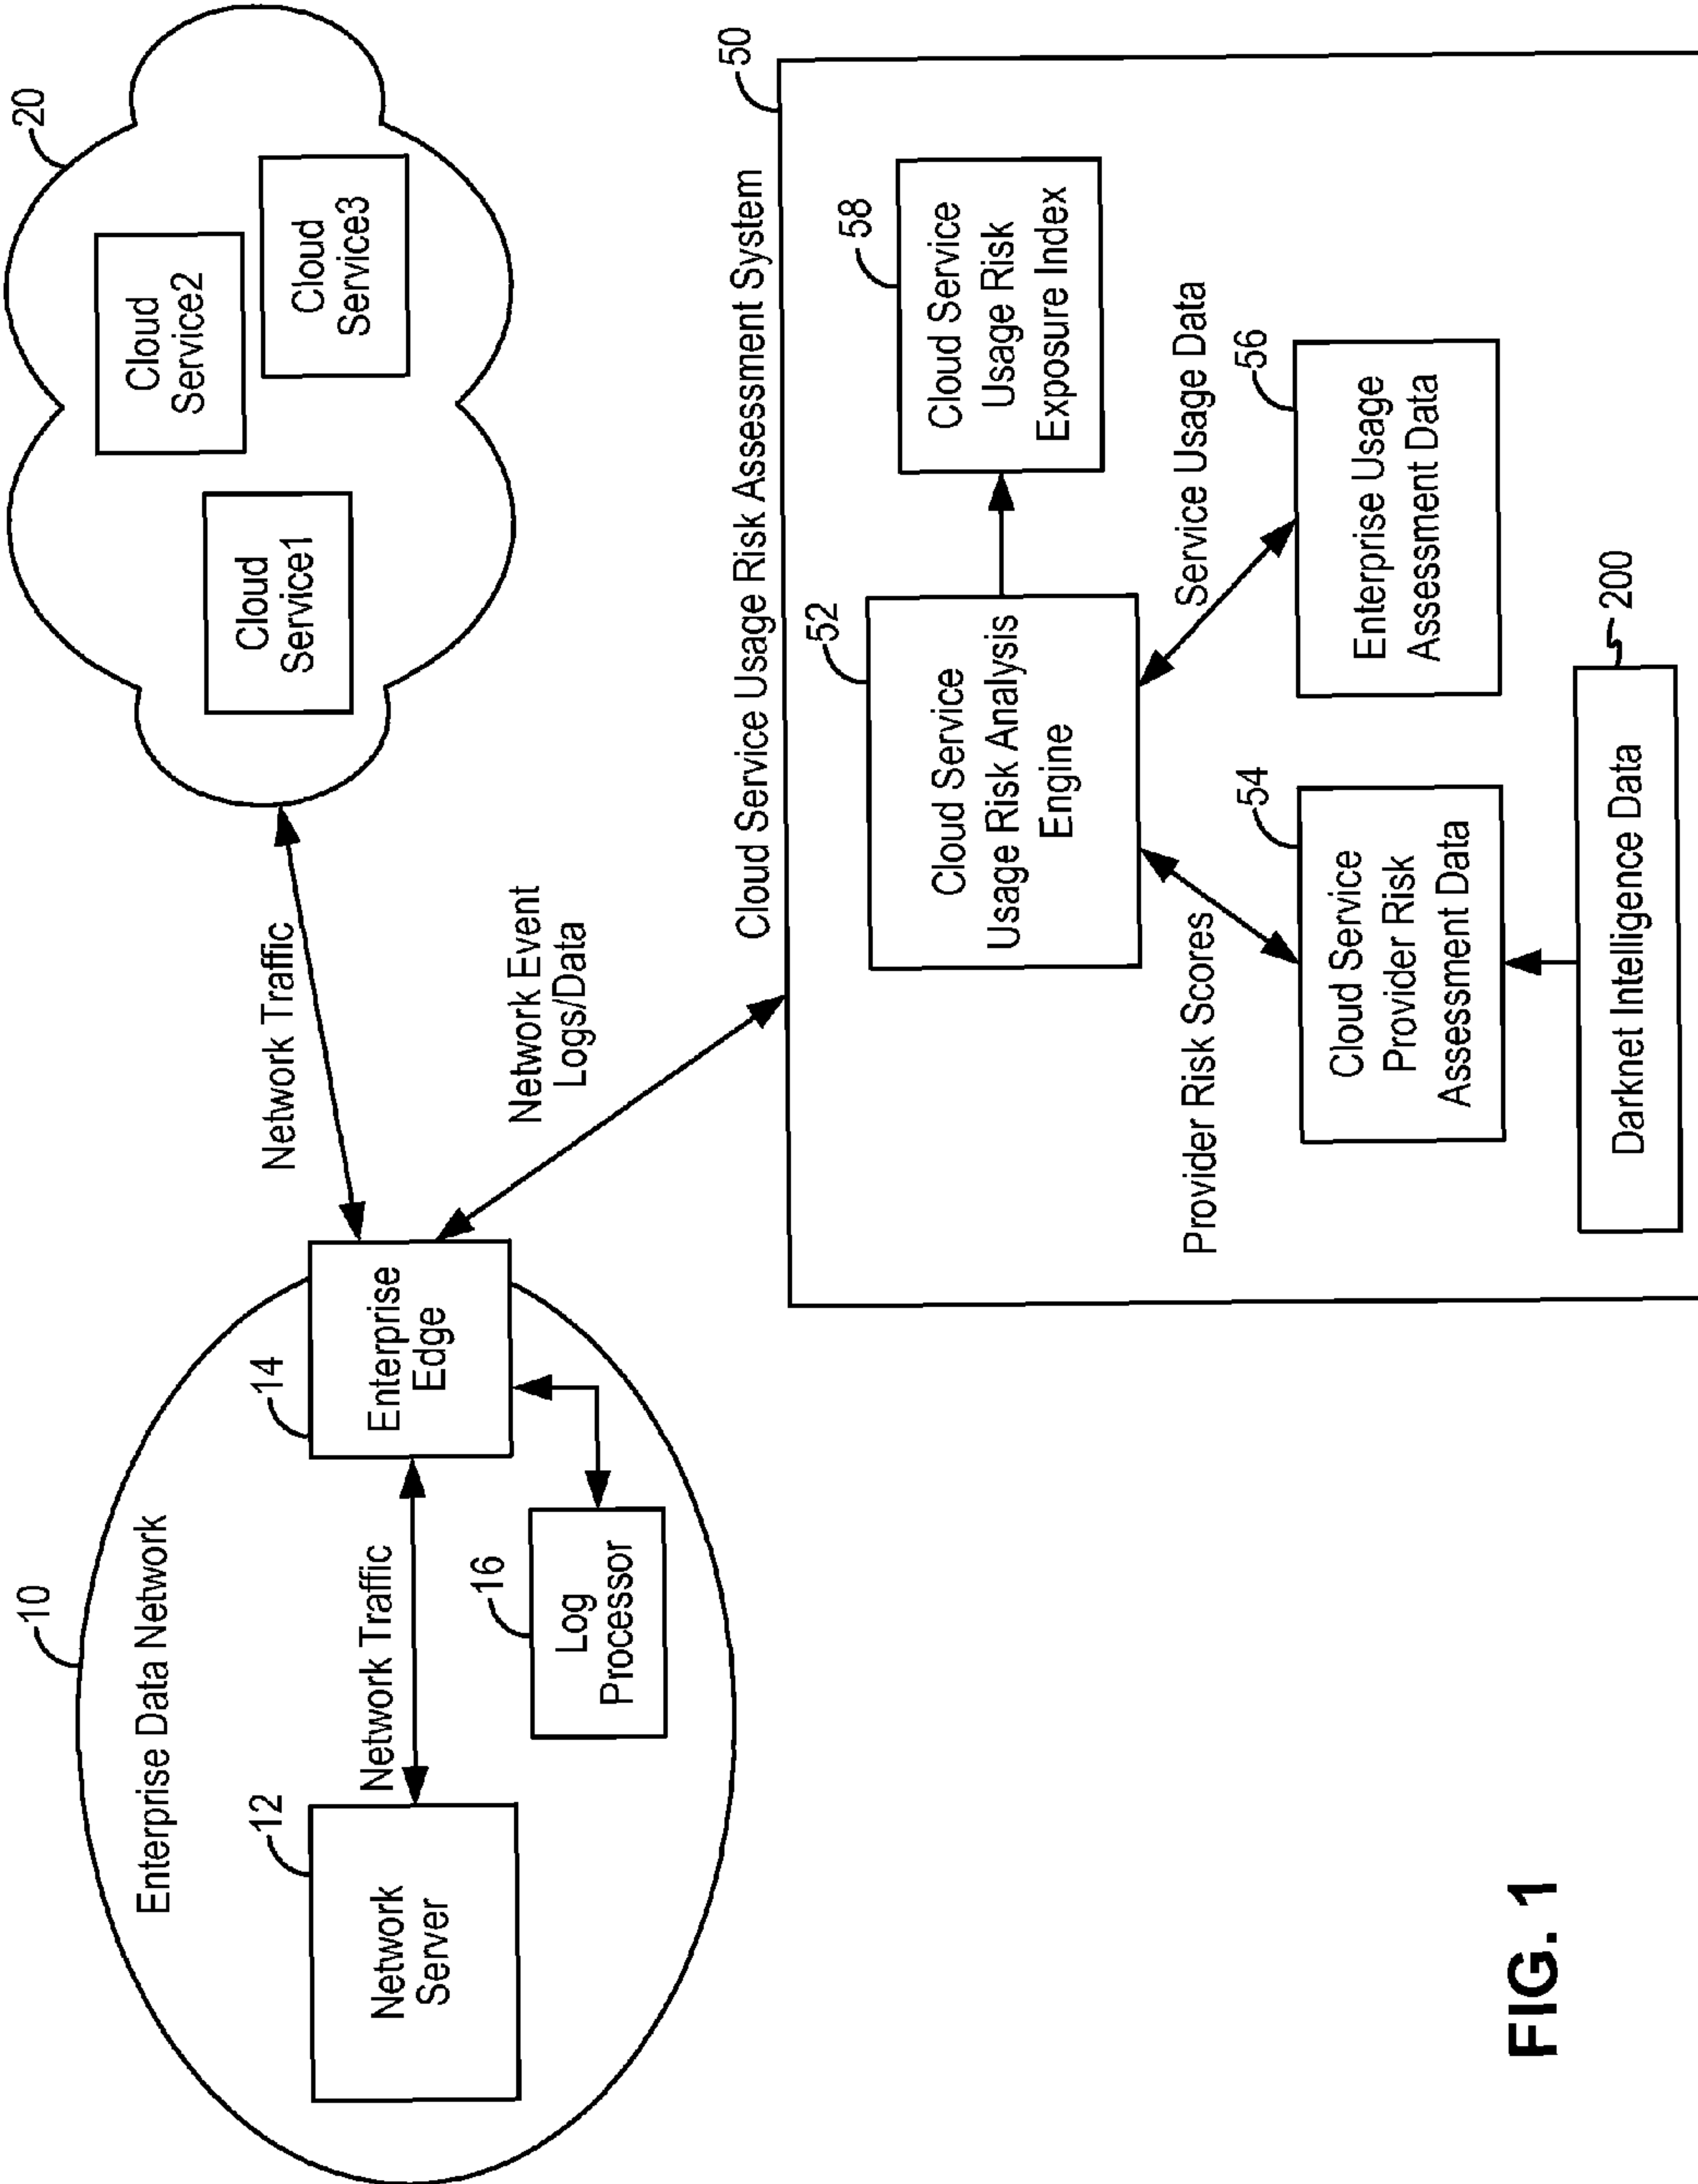 10
Enterprise Data Network
12
Network
Server
Network Traffic
14
Enterprise
Edge
16
Log
Processor
Network Traffic
20
Cloud
Service1
Cloud
Service2
Cloud
Service3
Network Event
Logs/Data
Cloud Service Usage Risk Assessment System
50
52
Cloud Service
Usage Risk Analysis
Engine
58
Cloud Service
Usage Risk
Exposure Index
Provider Risk Scores
Service Usage Data
54
Cloud Service
Provider Risk
Assessment Data
56
Enterprise Usage
Assessment Data
Darknet Intelligence Data
200
FIG. 1